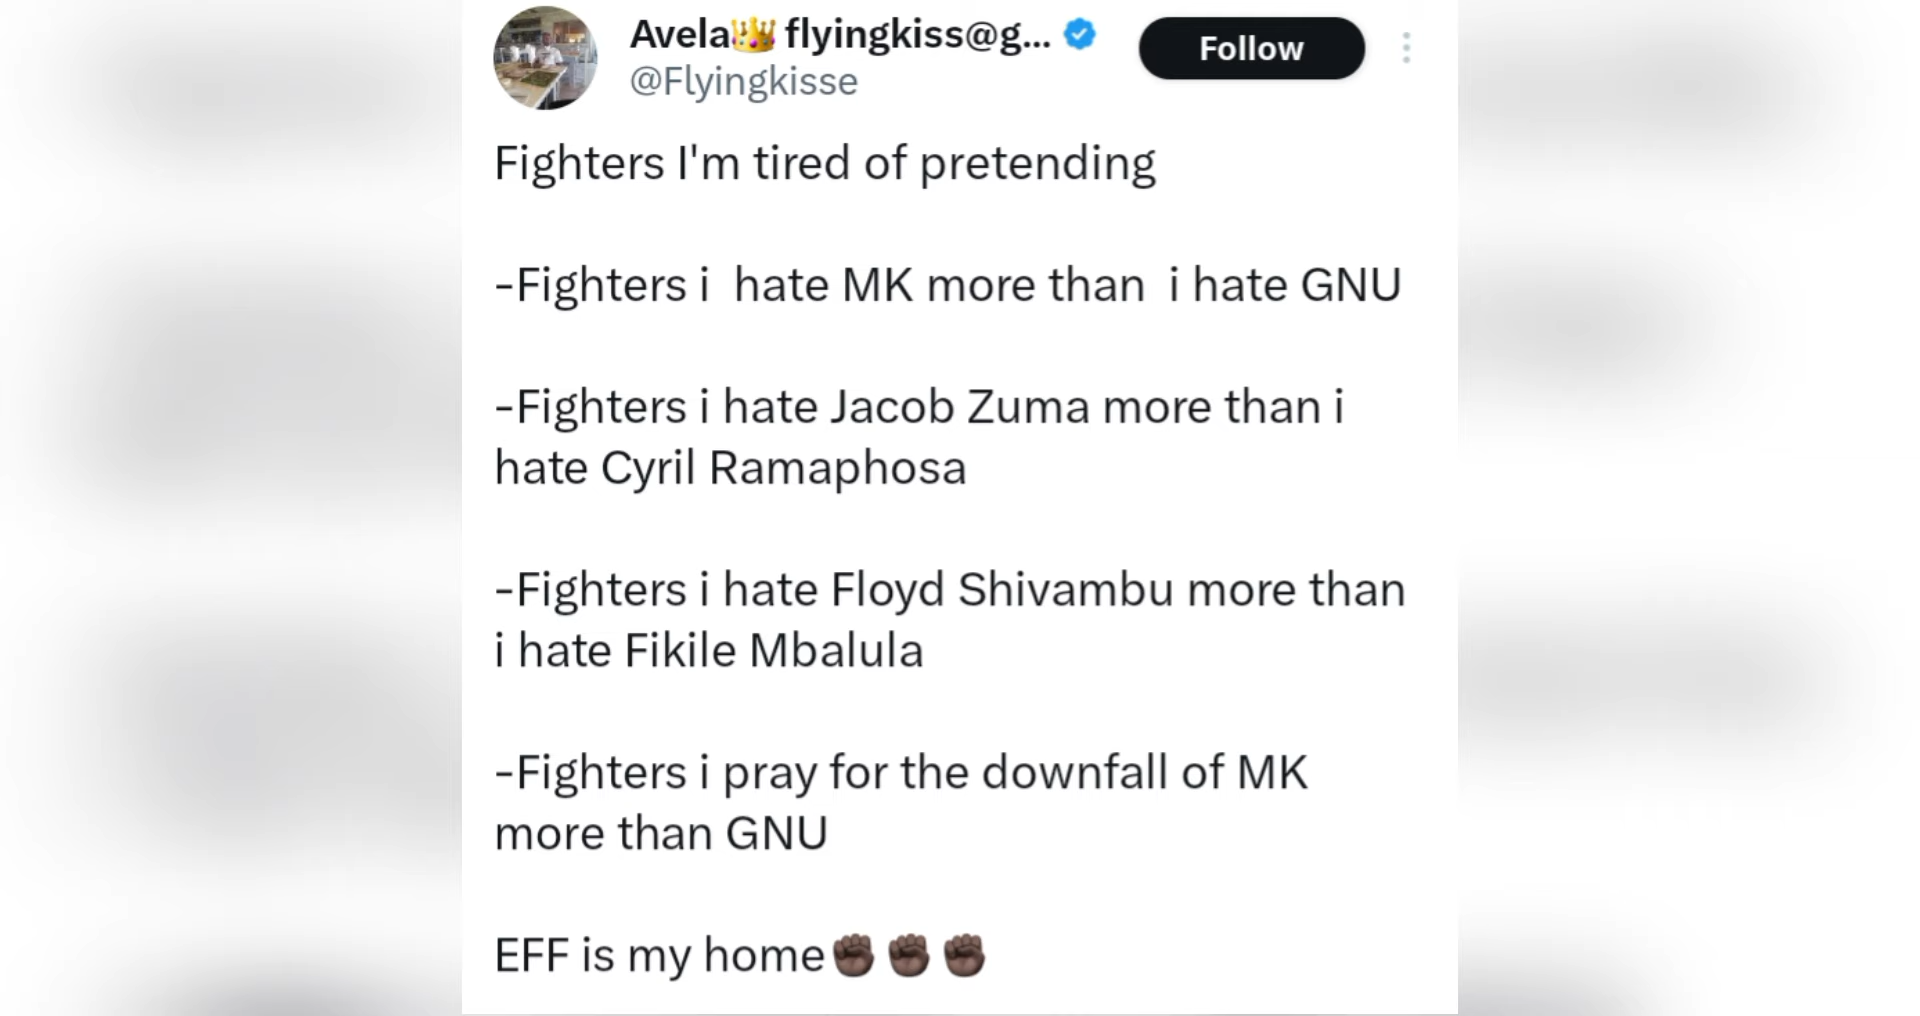 Avela👑 flyingkiss@g...
Follow
@Flyingkisse
Fighters I'm tired of pretending
-Fighters i  hate MK more than  i hate GNU
-Fighters i hate Jacob Zuma more than i
hate Cyril Ramaphosa
-Fighters i hate Floyd Shivambu more than
i hate Fikile Mbalula
-Fighters i pray for the downfall of MK
more than GNU
EFF is my home✊🏿✊🏿✊🏿